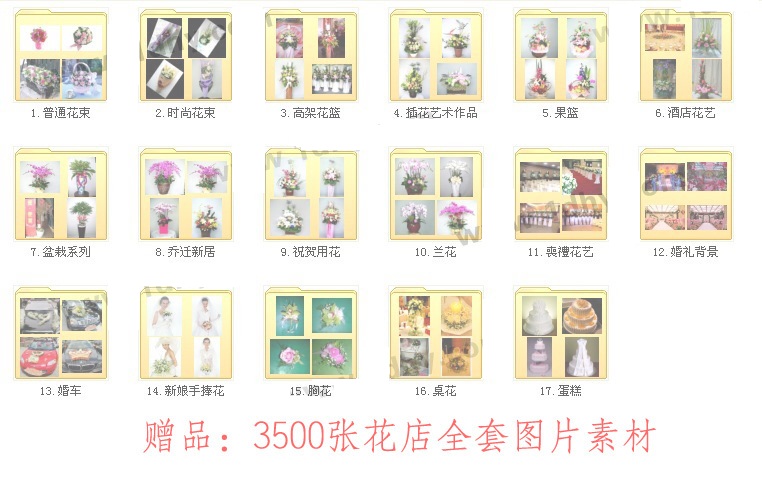 1.普通花束
2.时尚花束
3.高架花篮
4.插花艺术作品
5.果篮
6.酒店花艺
7.盆栽系列
8.乔迁新居
9.祝贺用花
10.兰花
11.喪禮花艺
12.婚礼背景
13.婚车
14.新娘手捧花
15.胸花
16.桌花
17.蛋糕
赠品：3500张花店全套图片素材